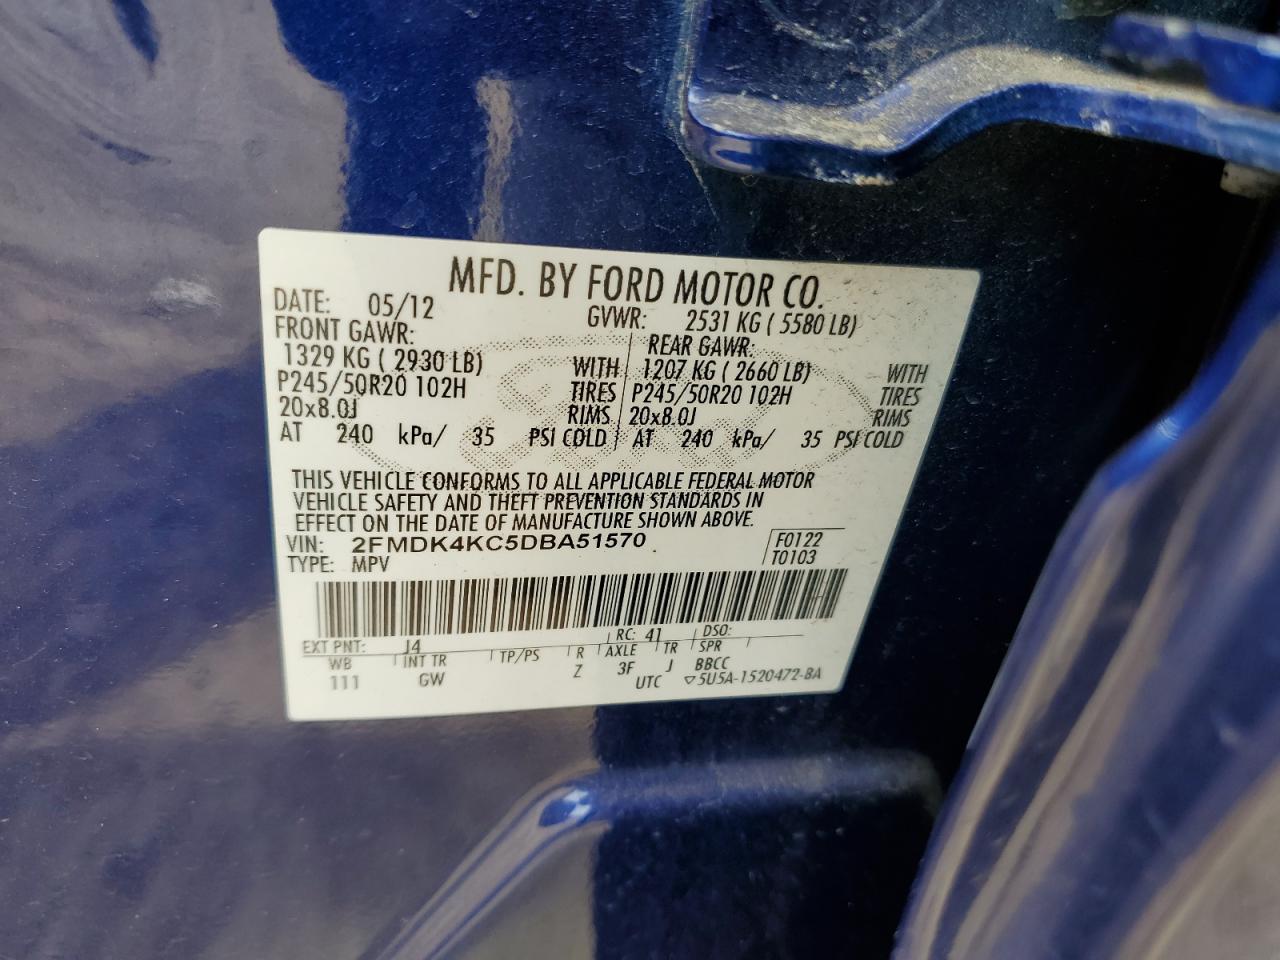 MFD. BY FORD MOTOR CO.
DATE: 05/12 GVWR: 2531 KG ( 5580 LB)
FRONT GAWR: REAR GAWR:
1329 KG ( 2930 LB) WITH 1207 KG ( 2660 LB) WITH
P245/50R20 102H TIRES P245/50R20 102H TIRES
20x8.0J RIMS 20x8.0J RIMS
AT 240 kPa/ 35 PSI COLD AT 240 kPa/ 35 PSI COLD
THIS VEHICLE CONFORMS TO ALL APPLICABLE FEDERAL MOTOR
VEHICLE SAFETY AND THEFT PREVENTION STANDARDS IN
EFFECT ON THE DATE OF MANUFACTURE SHOWN ABOVE.
VIN: 2FMDK4KC5DBA51570 F0122
TYPE: MPV T0103
EXT PNT: J4 RC: 41 DSO:
WB INT TR TP/PS R AXLE TR SPR
111 GW Z 3F J BBCC
UTC ▽5U5A-1520472-BA